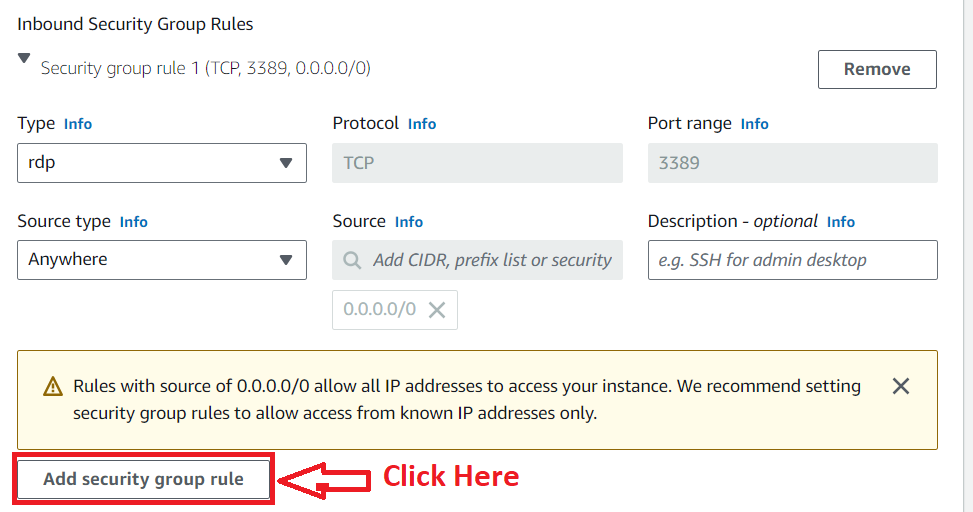 Inbound Security Group Rules
Security group rule 1 (TCP, 3389, 0.0.0.0/0)
Remove
Type Info
Protocol Info
Port range Info
rdp
TCP
3389
Source type Info
Source Info
Description - optional Info
Anywhere
Add CIDR, prefix list or security
e.g. SSH for admin desktop
0.0.0.0/0
Rules with source of 0.0.0.0/0 allow all IP addresses to access your instance. We recommend setting
security group rules to allow access from known IP addresses only.
Add security group rule
Click Here